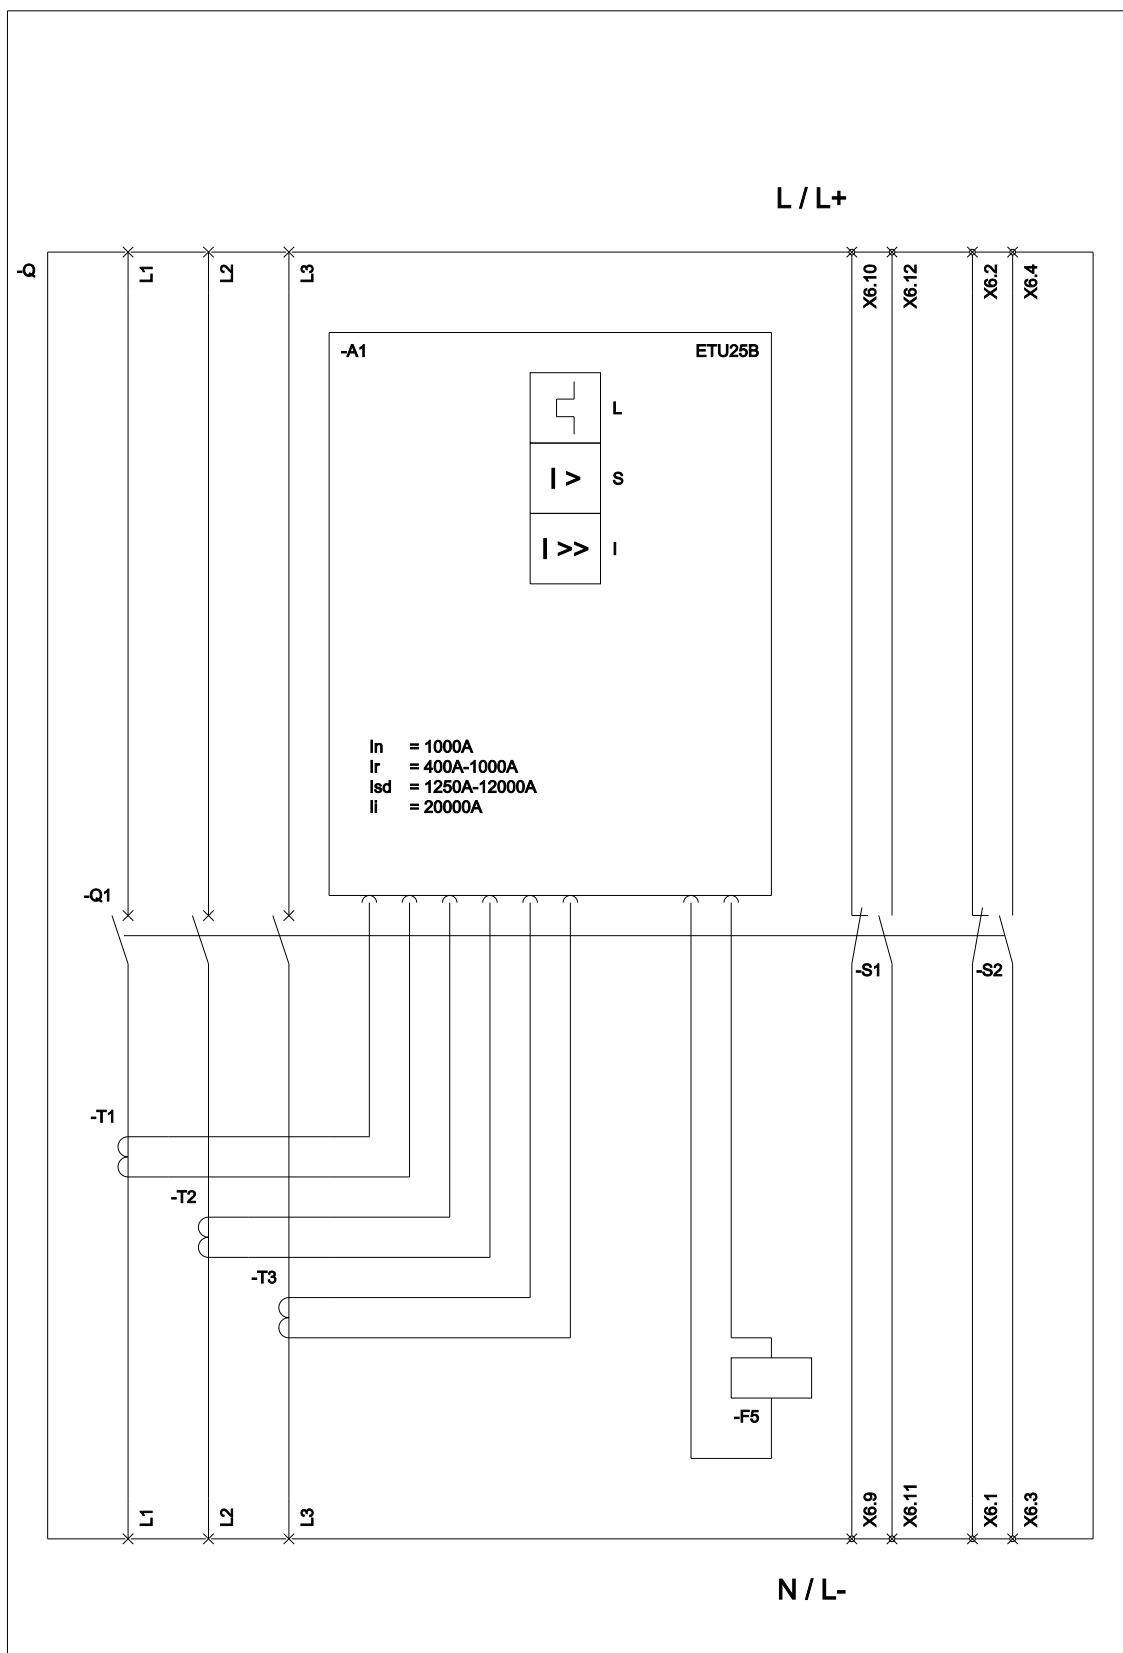 L / L+
-Q
L1
L2
L3
X6.10
X6.12
X6.2
X6.4
-A1 ETU25B
L
I > S
I >> I
In = 1000A
Ir = 400A-1000A
Isd = 1250A-12000A
Ii = 20000A
-Q1
-S1
-S2
-T1
-T2
-T3
-F5
L1
L2
L3
X6.9
X6.11
X6.1
X6.3
N / L-